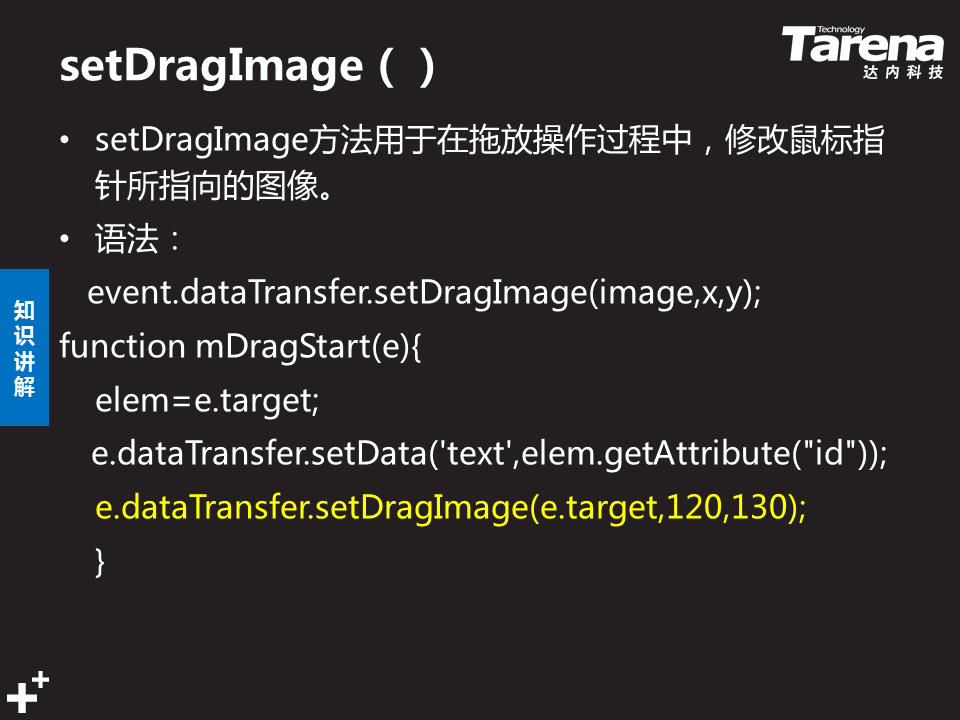 setDragImage（ ）
Technology
Tarena
达内科技
• setDragImage方法用于在拖放操作过程中，修改鼠标指
针所指向的图像。
• 语法：
event.dataTransfer.setDragImage(image,x,y);
function mDragStart(e){
elem=e.target;
e.dataTransfer.setData('text',elem.getAttribute("id"));
e.dataTransfer.setDragImage(e.target,120,130);
}
知
识
讲
解